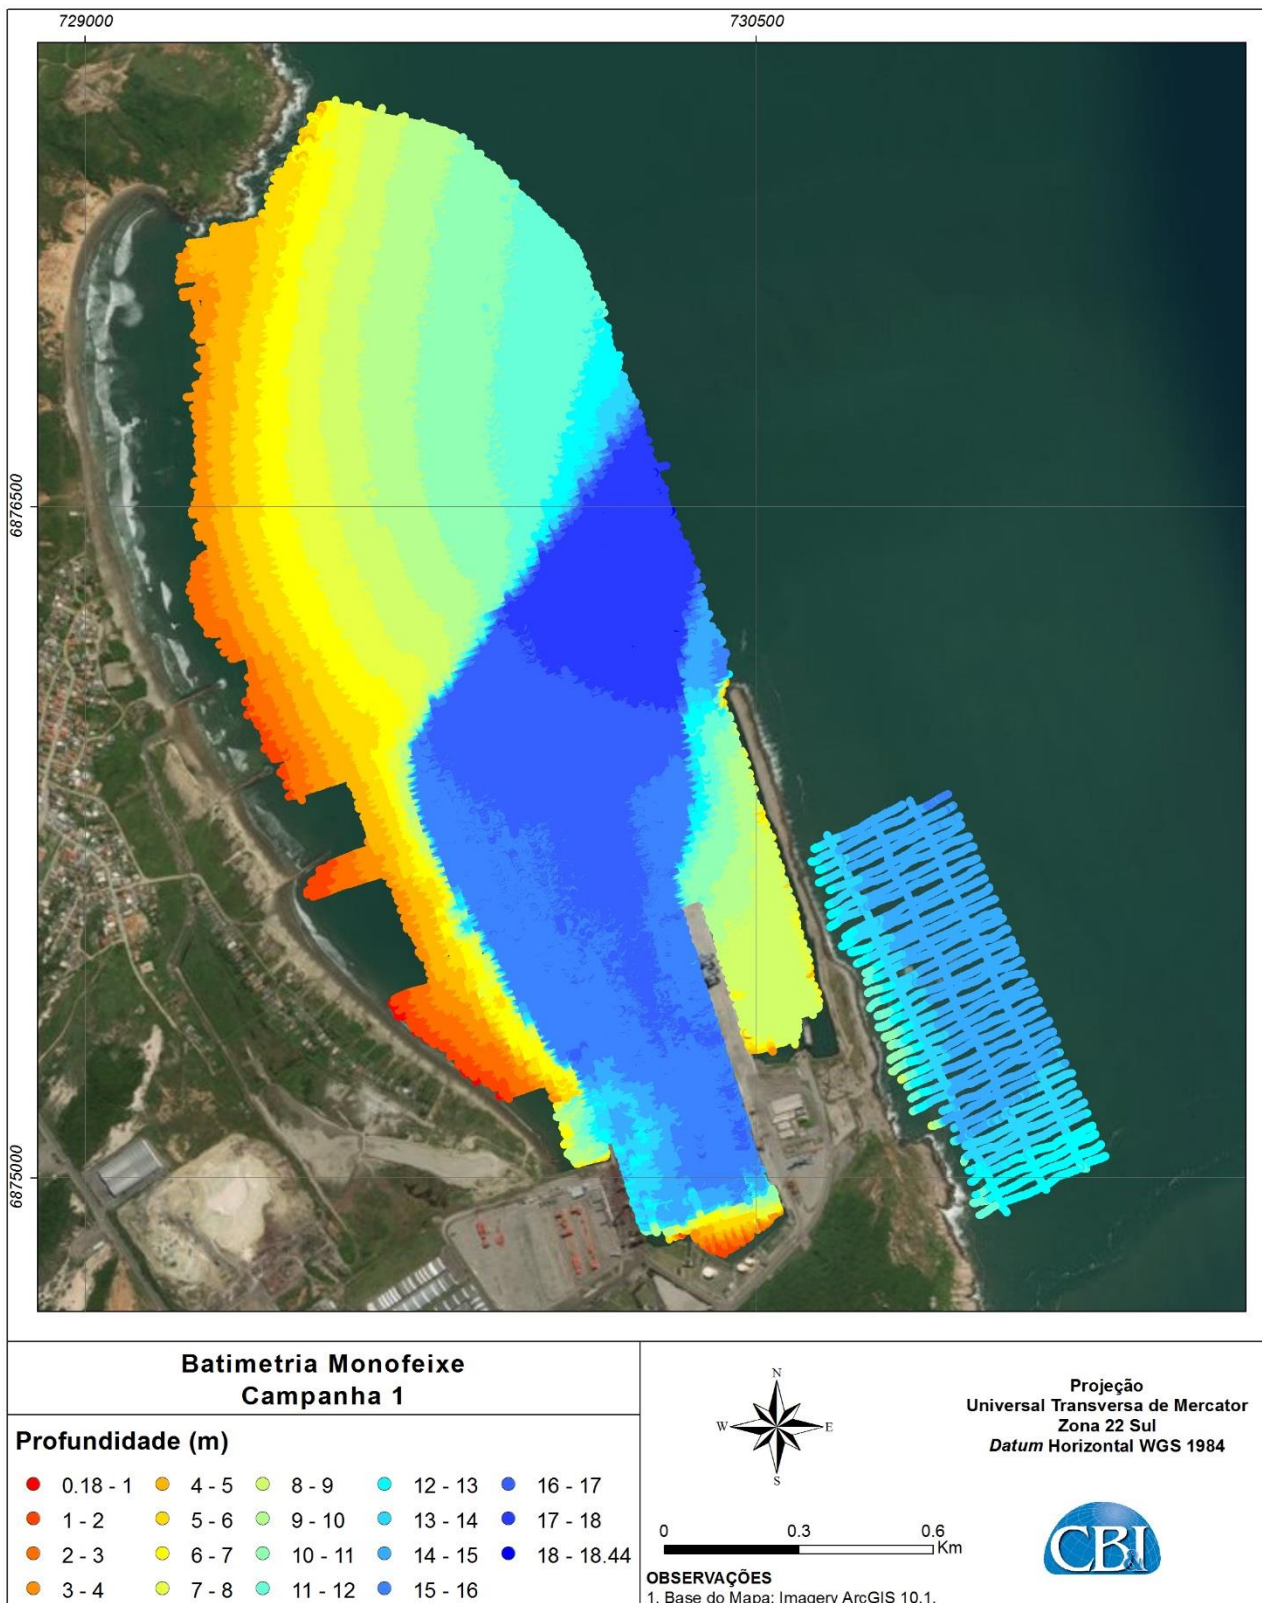 729000
730500
6876500
6875000
Batimetria Monofeixe
Campanha 1
Profundidade (m)
0.18 - 1
1 - 2
2 - 3
3 - 4
4 - 5
5 - 6
6 - 7
7 - 8
8 - 9
9 - 10
10 - 11
11 - 12
12 - 13
13 - 14
14 - 15
15 - 16
16 - 17
17 - 18
18 - 18.44
N
W
E
S
0 0.3 0.6
Km
OBSERVAÇÕES
1. Base do Mapa: Imagery ArcGIS 10.1.
Projeção
Universal Transversa de Mercator
Zona 22 Sul
Datum Horizontal WGS 1984
CB&I